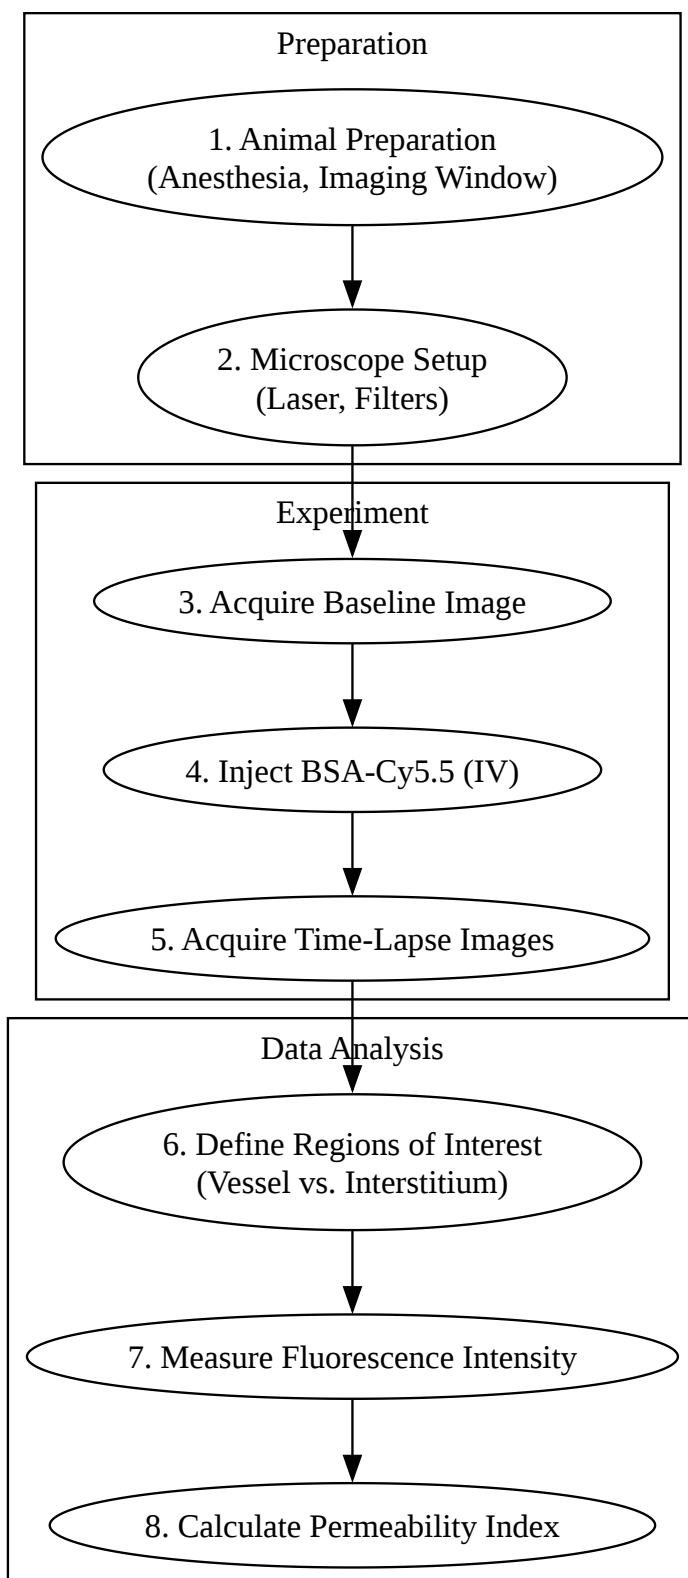 Preparation
1. Animal Preparation
(Anesthesia, Imaging Window)
2. Microscope Setup
(Laser, Filters)
Experiment
3. Acquire Baseline Image
4. Inject BSA-Cy5.5 (IV)
5. Acquire Time-Lapse Images
Data Analysis
6. Define Regions of Interest
(Vessel vs. Interstitium)
7. Measure Fluorescence Intensity
8. Calculate Permeability Index